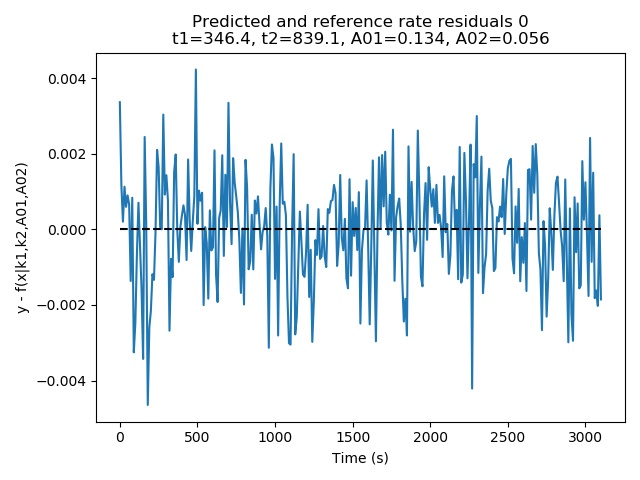 Predicted and reference rate residuals 0
t1=346.4, t2=839.1, A01=0.134, A02=0.056
0.004
0.002
0.000
−0.002
−0.004
y - f(x|k1,k2,A01,A02)
0 500 1000 1500 2000 2500 3000
Time (s)